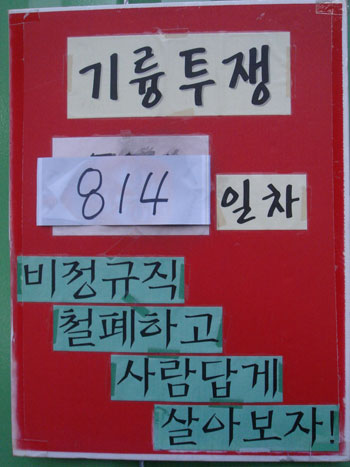 기륭투쟁
814 일차
비정규직
철폐하고
사람답게
살아보자!